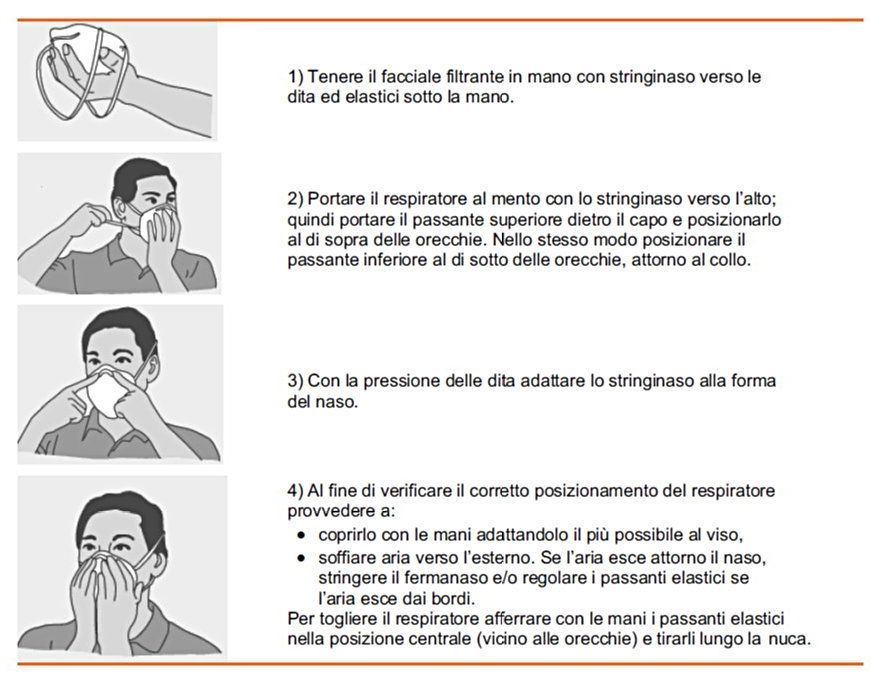 1) Tenere il facciale filtrante in mano con stringinaso verso le
dita ed elastici sotto la mano.
2) Portare il respiratore al mento con lo stringinaso verso l'alto;
quindi portare il passante superiore dietro il capo e posizionarlo
al di sopra delle orecchie. Nello stesso modo posizionare il
passante inferiore al di sotto delle orecchie, attorno al collo.
3) Con la pressione delle dita adattare lo stringinaso alla forma
del naso.
4) Al fine di verificare il corretto posizionamento del respiratore
provvedere a:
• coprirlo con le mani adattandolo il più possibile al viso,
• soffiare aria verso l'esterno. Se l'aria esce attorno il naso,
stringere il fermanaso e/o regolare i passanti elastici se
l'aria esce dai bordi.
Per togliere il respiratore afferrare con le mani i passanti elastici
nella posizione centrale (vicino alle orecchie) e tirarli lungo la nuca.